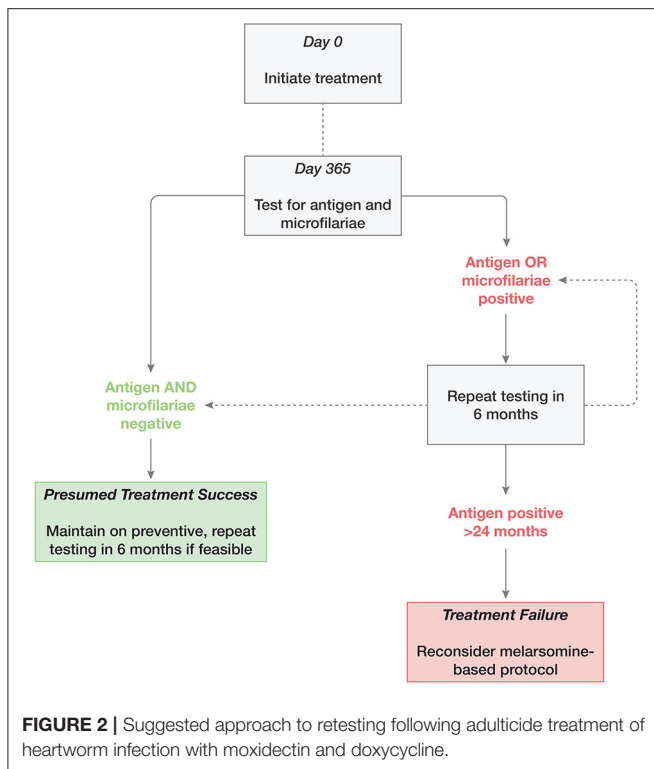 Day 0
Initiate treatment
Day 365
Test for antigen and
microfilariae
Antigen OR
microfilariae
positive
Antigen AND
microfilariae
negative
Repeat testing in
6 months
Presumed Treatment Success
Maintain on preventive, repeat
testing in 6 months if feasible
Antigen positive
>24 months
Treatment Failure
Reconsider melarsomine-
based protocol
FIGURE 2 | Suggested approach to retesting following adulticide treatment of
heartworm infection with moxidectin and doxycycline.